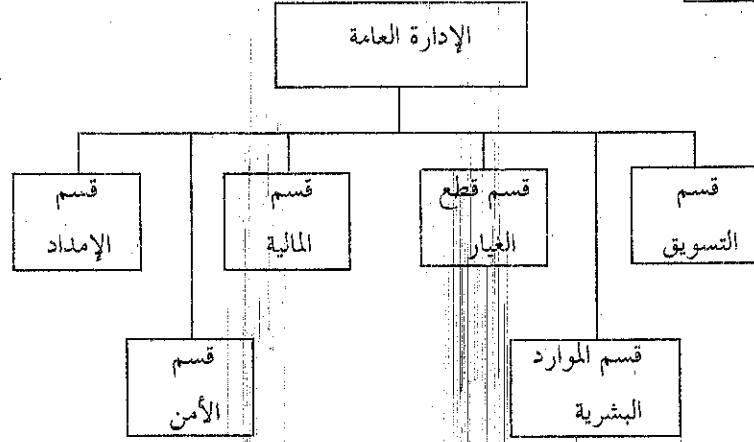 الإدارة العامة
قسم
التسويق
قسم قطع
الغيار
قسم
المالية
قسم
الإمداد
قسم الموارد
البشرية
قسم
الأمن